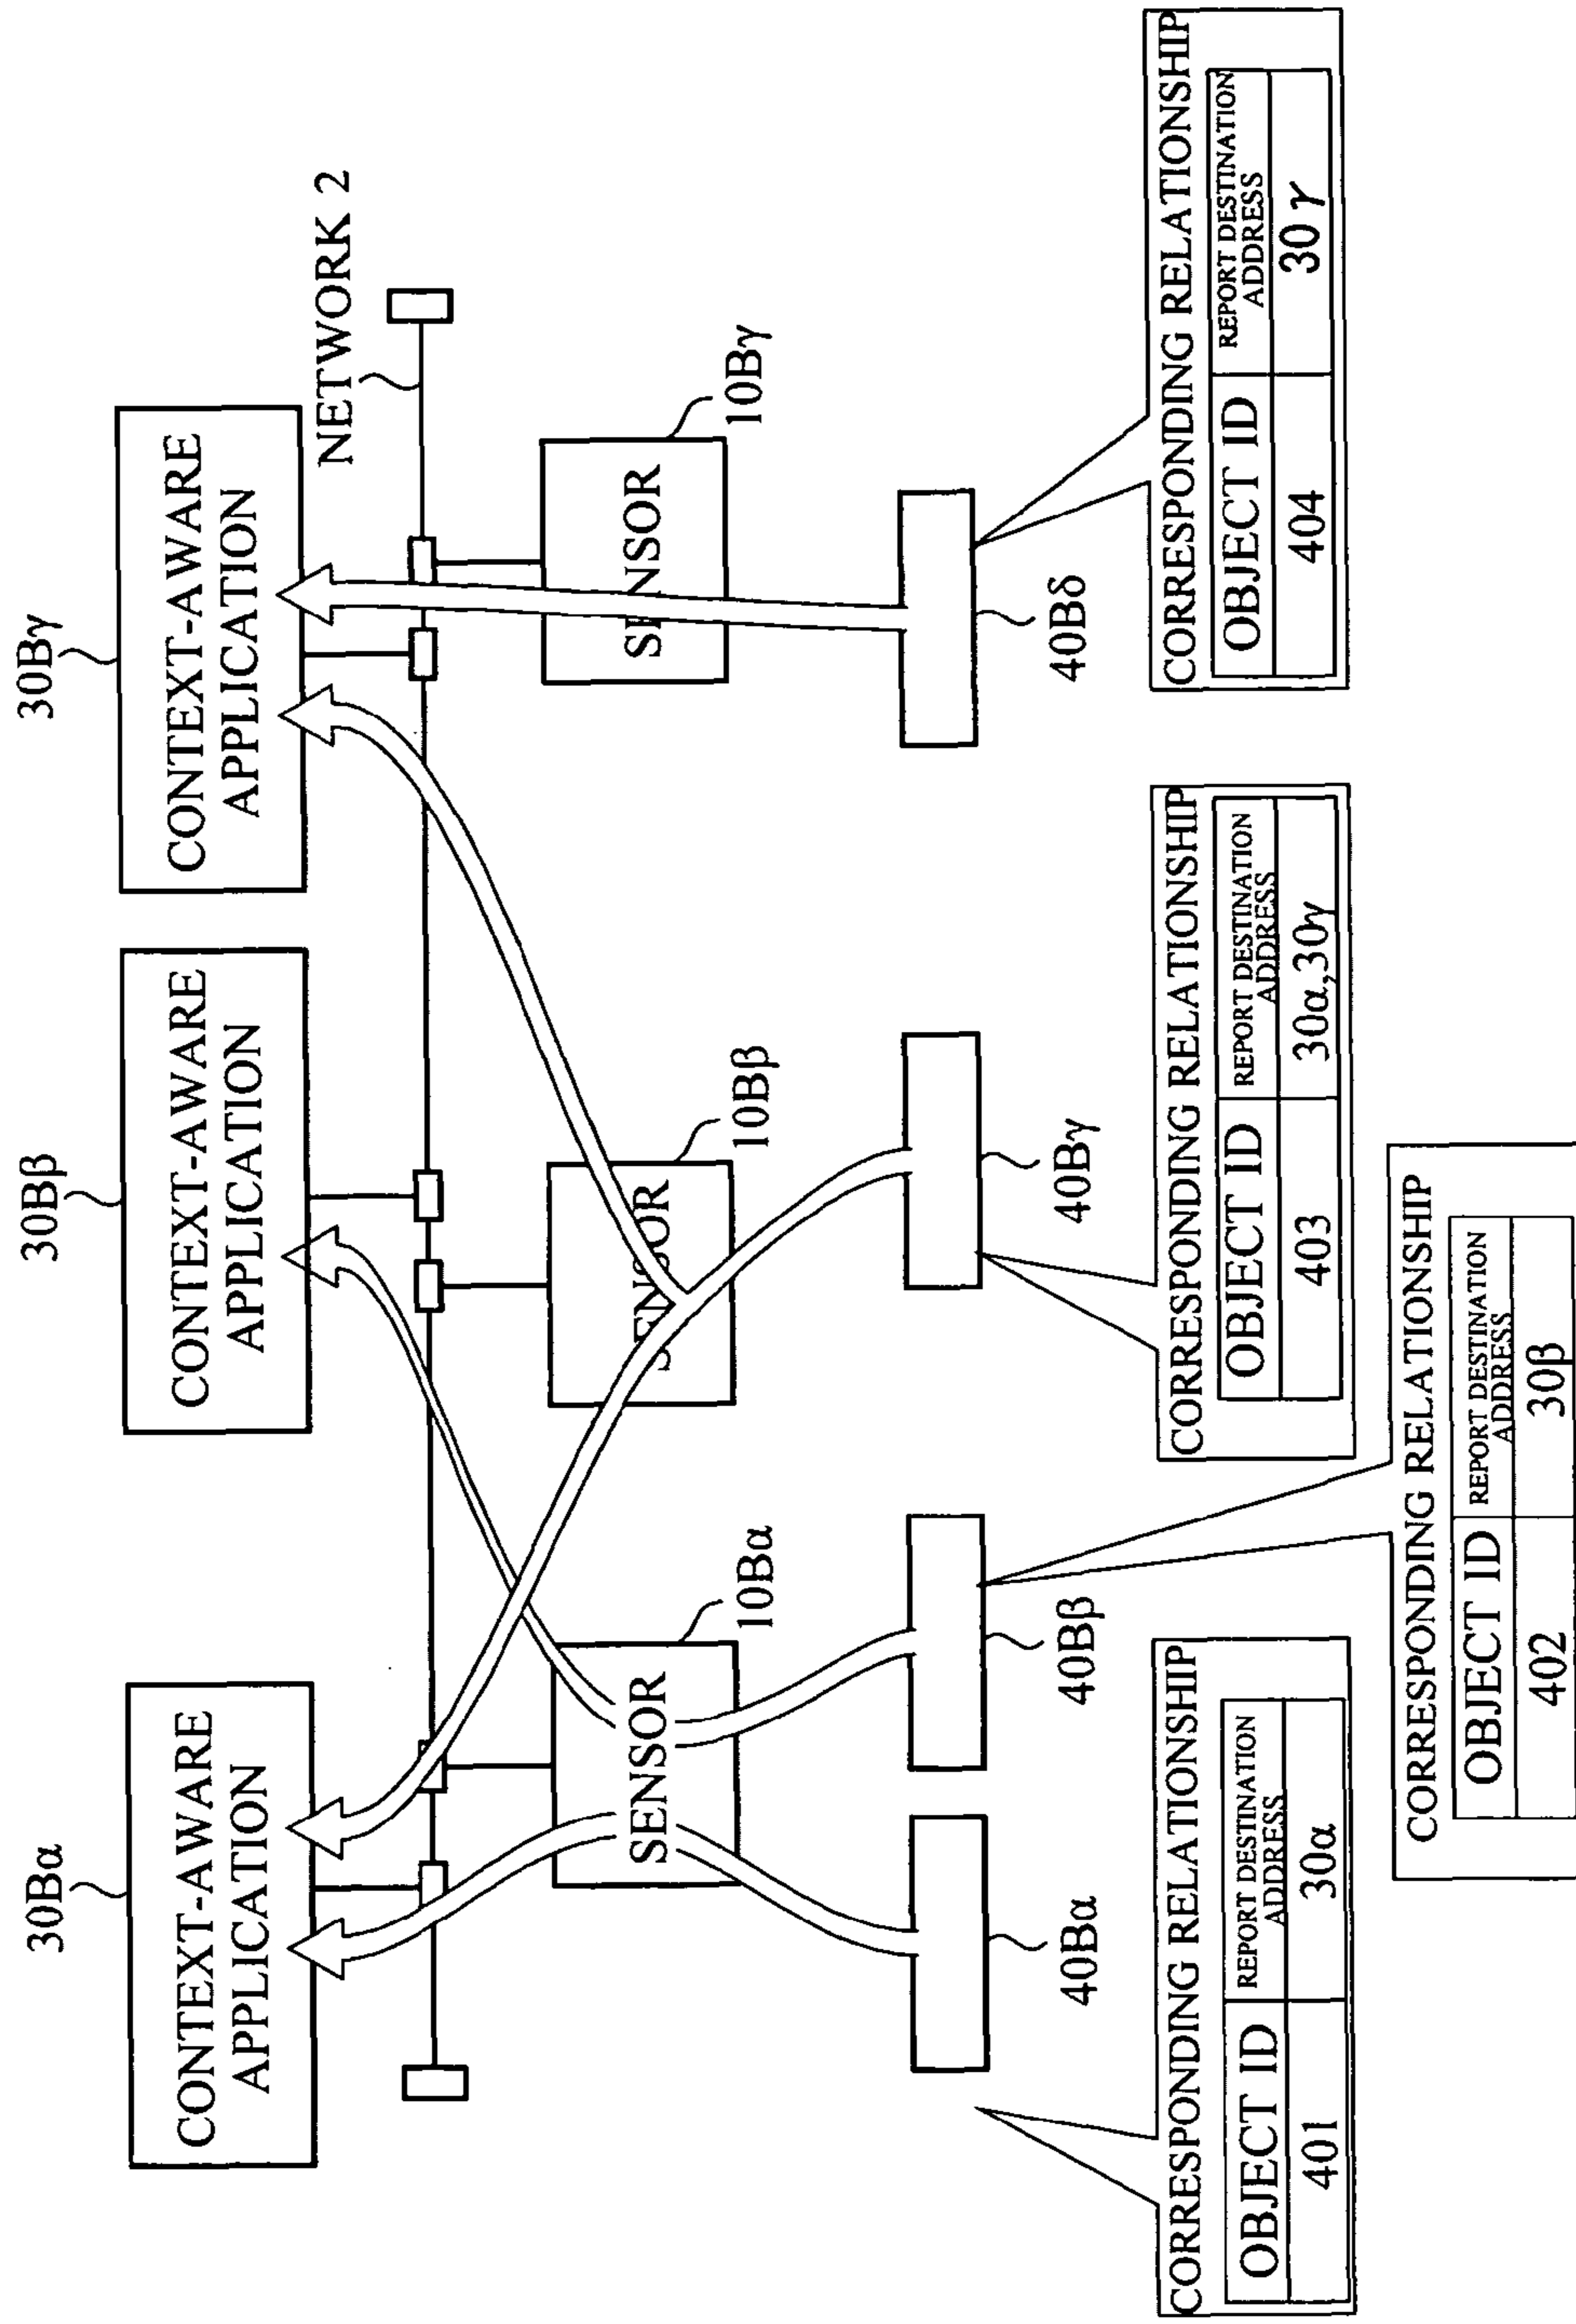 30Bα
30Bβ
30Bγ
CONTEXT-AWARE
APPLICATION
CONTEXT-AWARE
APPLICATION
CONTEXT-AWARE
APPLICATION
NETWORK 2
SENSOR
10Bα
SENSOR
10Bβ
SENSOR
10Bγ
40Bα
40Bβ
40Bγ
40Bδ
CORRESPONDING RELATIONSHIP
OBJECT ID
REPORT DESTINATION
ADDRESS
401
30α
CORRESPONDING RELATIONSHIP
OBJECT ID
REPORT DESTINATION
ADDRESS
402
30β
CORRESPONDING RELATIONSHIP
OBJECT ID
REPORT DESTINATION
ADDRESS
403
30α,30γ
CORRESPONDING RELATIONSHIP
OBJECT ID
REPORT DESTINATION
ADDRESS
404
30γ